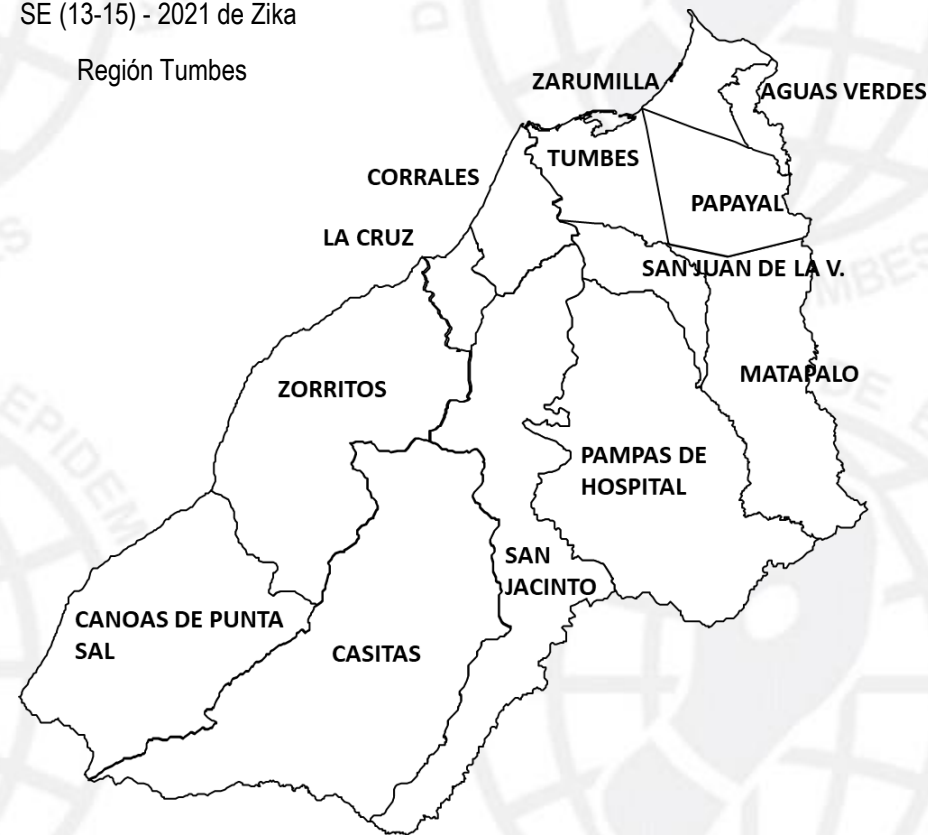 SE (13-15) - 2021 de Zika
Región Tumbes
ZARUMILLA
AGUAS VERDES
TUMBES
CORRALES
PAPAYAL
LA CRUZ
SAN JUAN DE LA V.
MATAPALO
ZORRITOS
PAMPAS DE
HOSPITAL
SAN
JACINTO
CANOAS DE PUNTA
SAL
CASITAS